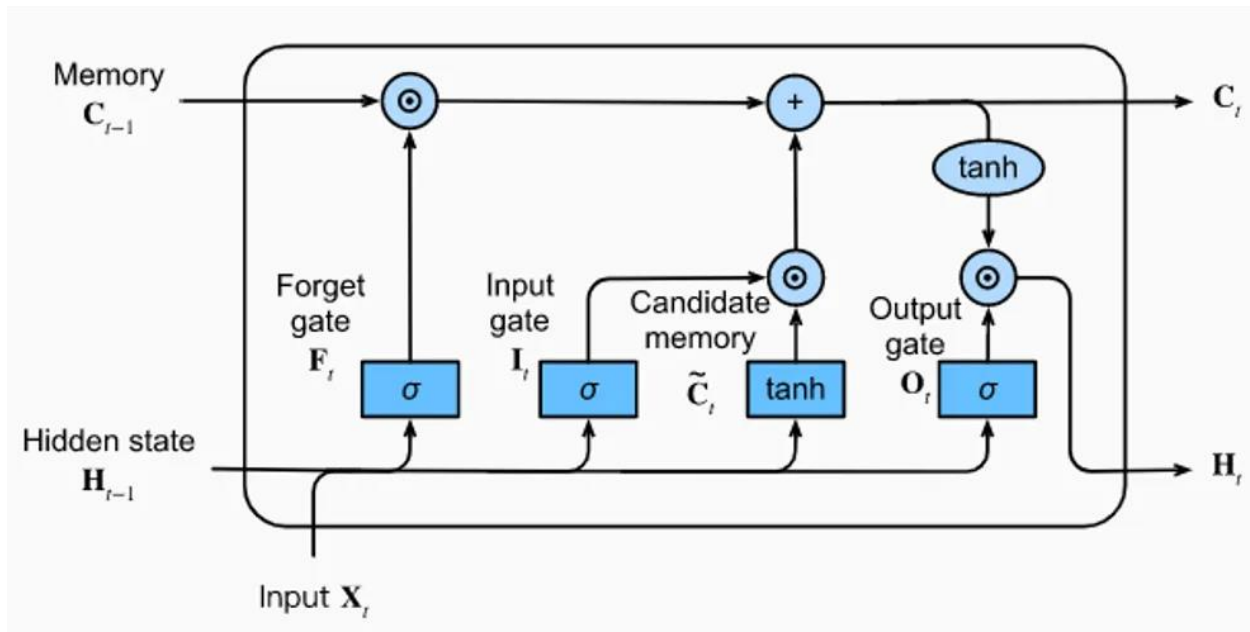 Memory
C_{t-1}
⊙
+
C_t
tanh
Forget
gate
F_t
Input
gate
I_t
⊙
Candidate
memory
C̃_t
⊙
Output
gate
O_t
σ
σ
tanh
σ
Hidden state
H_{t-1}
H_t
Input X_t